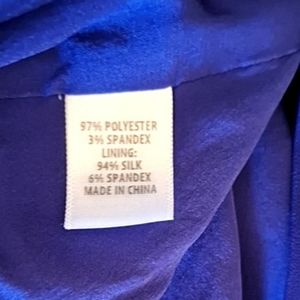 97% POLYESTER
3% SPANDEX
LINING:
94% SILK
6% SPANDEX
MADE IN CHINA